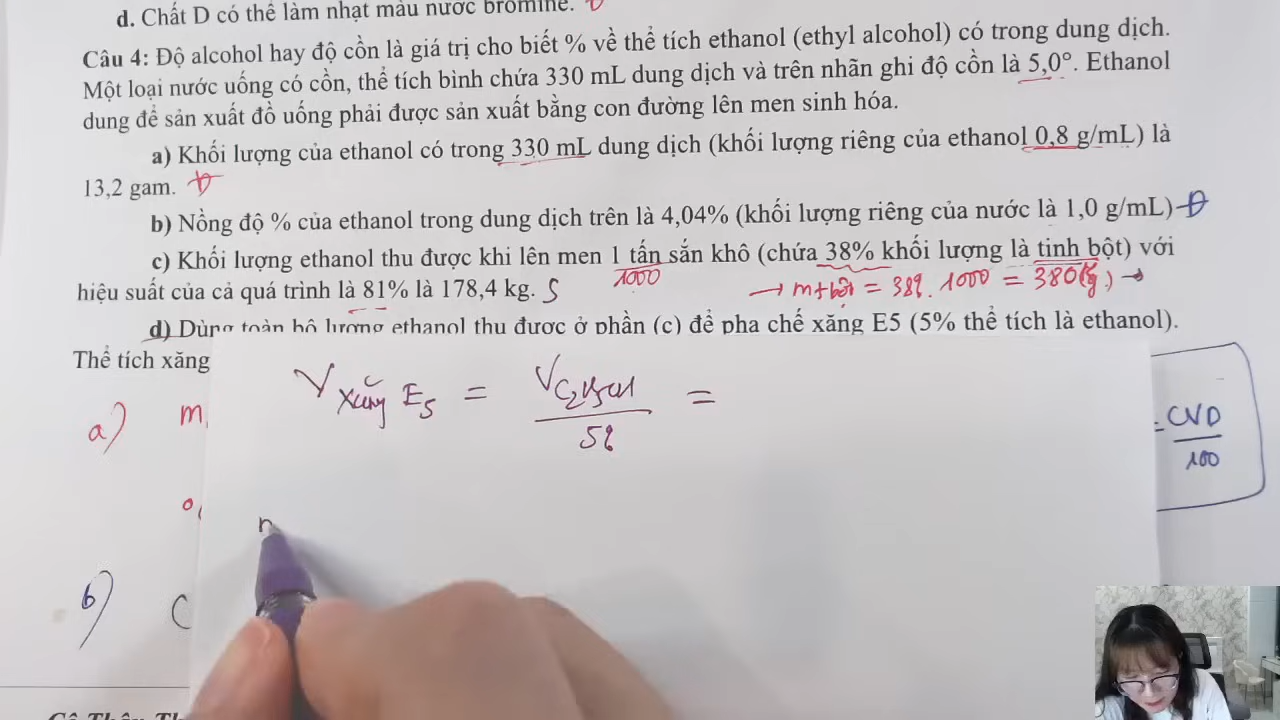 d. Chất D có thể làm nhạt màu nước bromine. Đ
Câu 4: Độ alcohol hay độ cồn là giá trị cho biết % về thể tích ethanol (ethyl alcohol) có trong dung dịch.
Một loại nước uống có cồn, thể tích bình chứa 330 mL dung dịch và trên nhãn ghi độ cồn là 5,0°. Ethanol
dung để sản xuất đồ uống phải được sản xuất bằng con đường lên men sinh hóa.
a) Khối lượng của ethanol có trong 330 mL dung dịch (khối lượng riêng của ethanol 0,8 g/mL) là
13,2 gam. Đ
b) Nồng độ % của ethanol trong dung dịch trên là 4,04% (khối lượng riêng của nước là 1,0 g/mL) Đ
c) Khối lượng ethanol thu được khi lên men 1 tấn sắn khô (chứa 38% khối lượng là tinh bột) với
1000
hiệu suất của cả quá trình là 81% là 178,4 kg. S → m tbột = 38%. 1000 = 380(kg) →
d) Dùng toàn bộ lượng ethanol thu được ở phần (c) để pha chế xăng E5 (5% thể tích là ethanol).
Thể tích xăng
V xăng E5 = V C2H5OH / 5% =
a) m
= CVD / 100
b) C